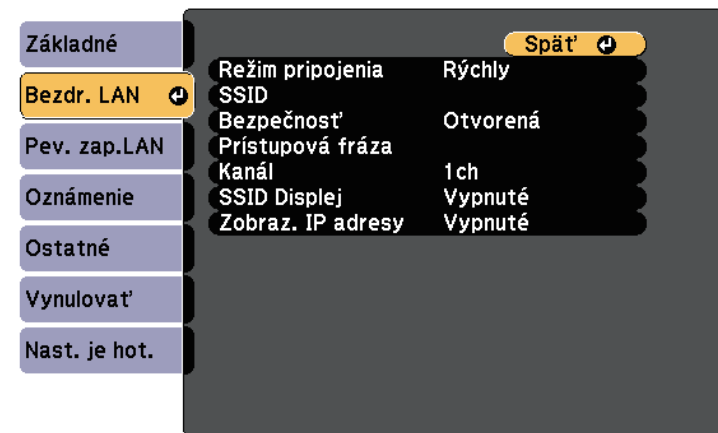 Základné
Bezdr. LAN
Pev. zap.LAN
Oznámenie
Ostatné
Vynulovať
Nast. je hot.
Späť
Režim pripojenia Rýchly
SSID
Bezpečnosť Otvorená
Prístupová fráza
Kanál 1ch
SSID Displej Vypnuté
Zobraz. IP adresy Vypnuté